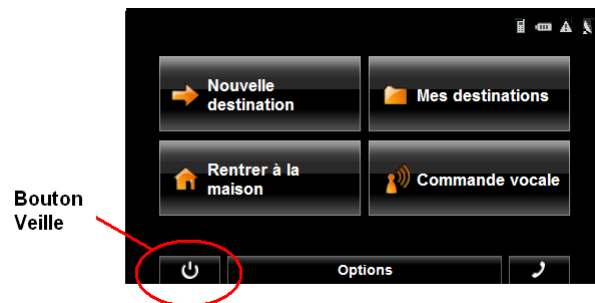 Nouvelle
destination
Mes destinations
Rentrer à la
maison
Commande vocale
Bouton
Veille
Options